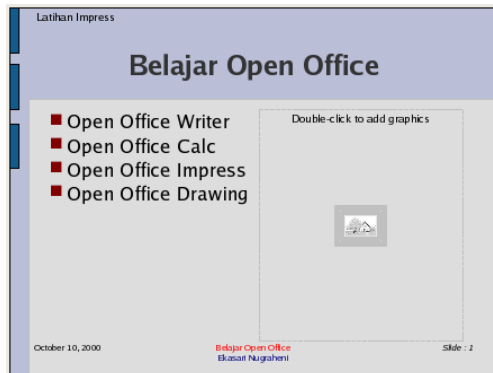 Latihan Impress
Belajar Open Office
Open Office Writer
Open Office Calc
Open Office Impress
Open Office Drawing
Double-click to add graphics
October 10, 2000
Belajar Open Office
Ekasari Nugraheni
Slide : 1